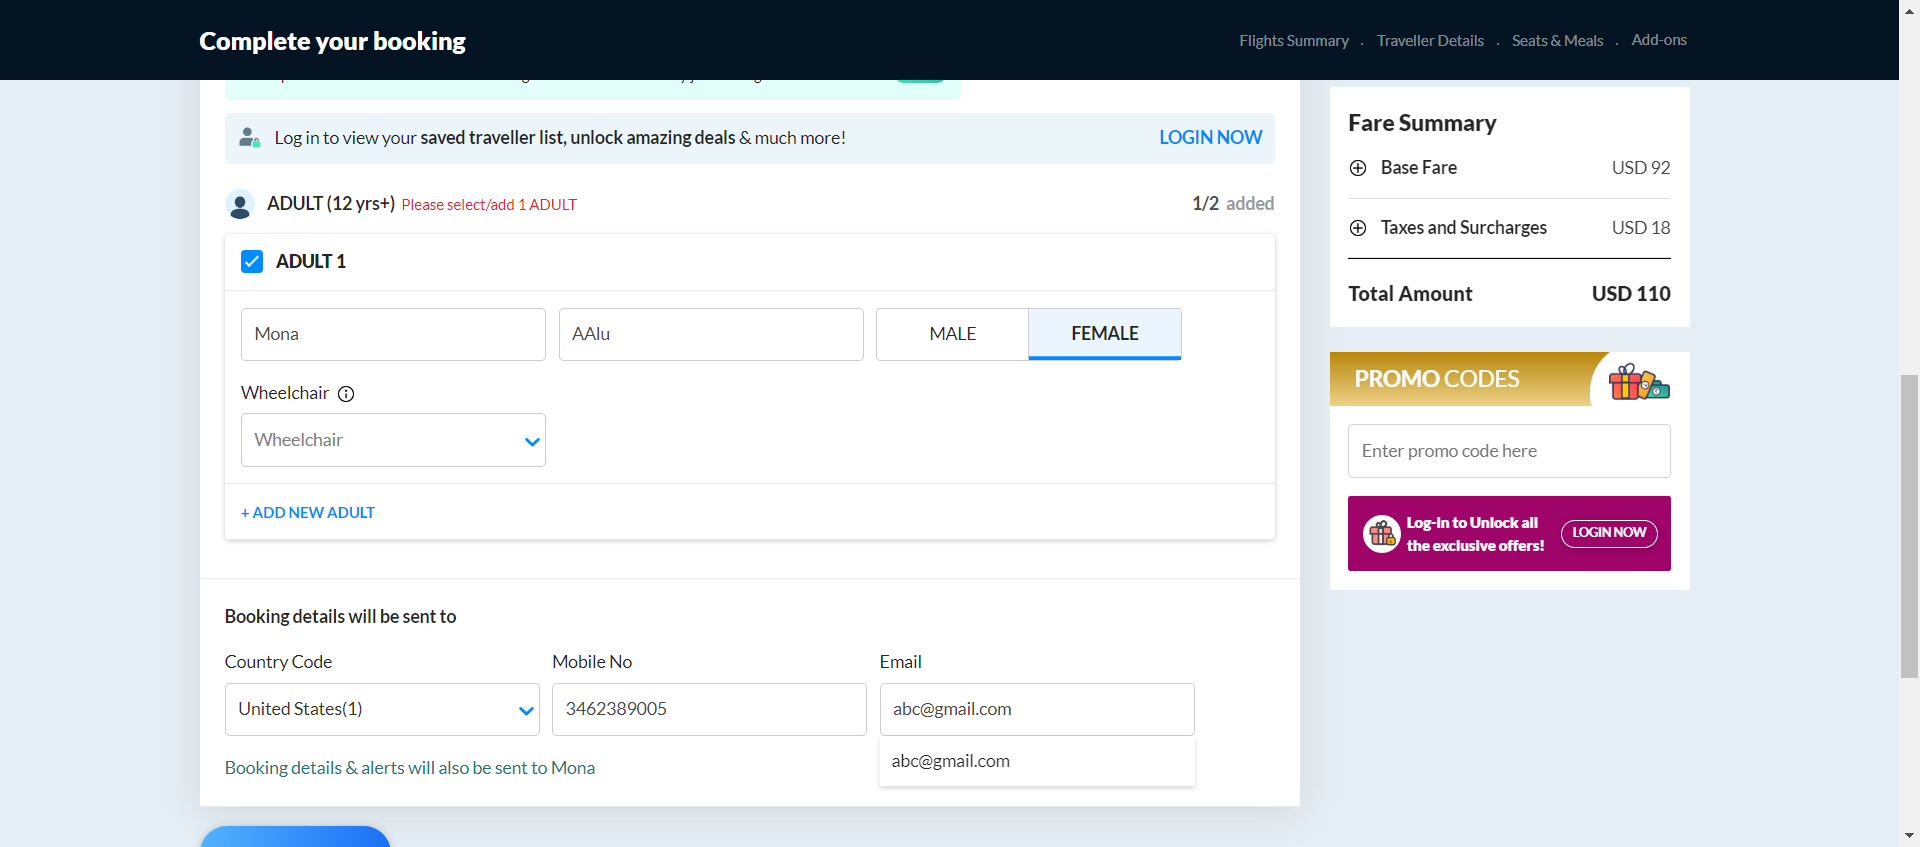 Complete your booking
Flights Summary . Traveller Details . Seats & Meals . Add-ons
Log in to view your saved traveller list, unlock amazing deals & much more!
LOGIN NOW
ADULT (12 yrs+) Please select/add 1 ADULT
1/2 added
ADULT 1
Mona
AAlu
MALE
FEMALE
Wheelchair
Wheelchair
+ ADD NEW ADULT
Booking details will be sent to
Country Code
Mobile No
Email
United States(1)
3462389005
abc@gmail.com
abc@gmail.com
Booking details & alerts will also be sent to Mona
Fare Summary
Base Fare USD 92
Taxes and Surcharges USD 18
Total Amount USD 110
PROMO CODES
Enter promo code here
Log-in to Unlock all
the exclusive offers!
LOGIN NOW